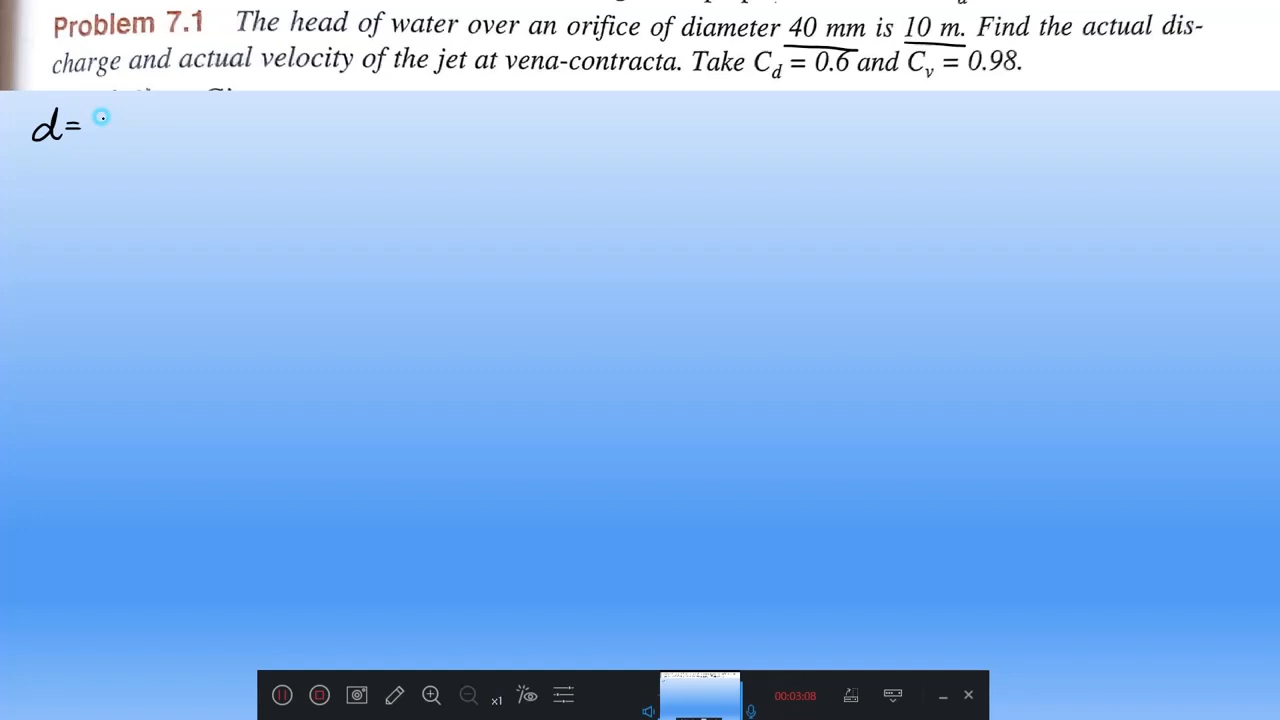 Problem 7.1 The head of water over an orifice of diameter 40 mm is 10 m. Find the actual dis-
charge and actual velocity of the jet at vena-contracta. Take C_d = 0.6 and C_v = 0.98.
d=
x1
00:03:08